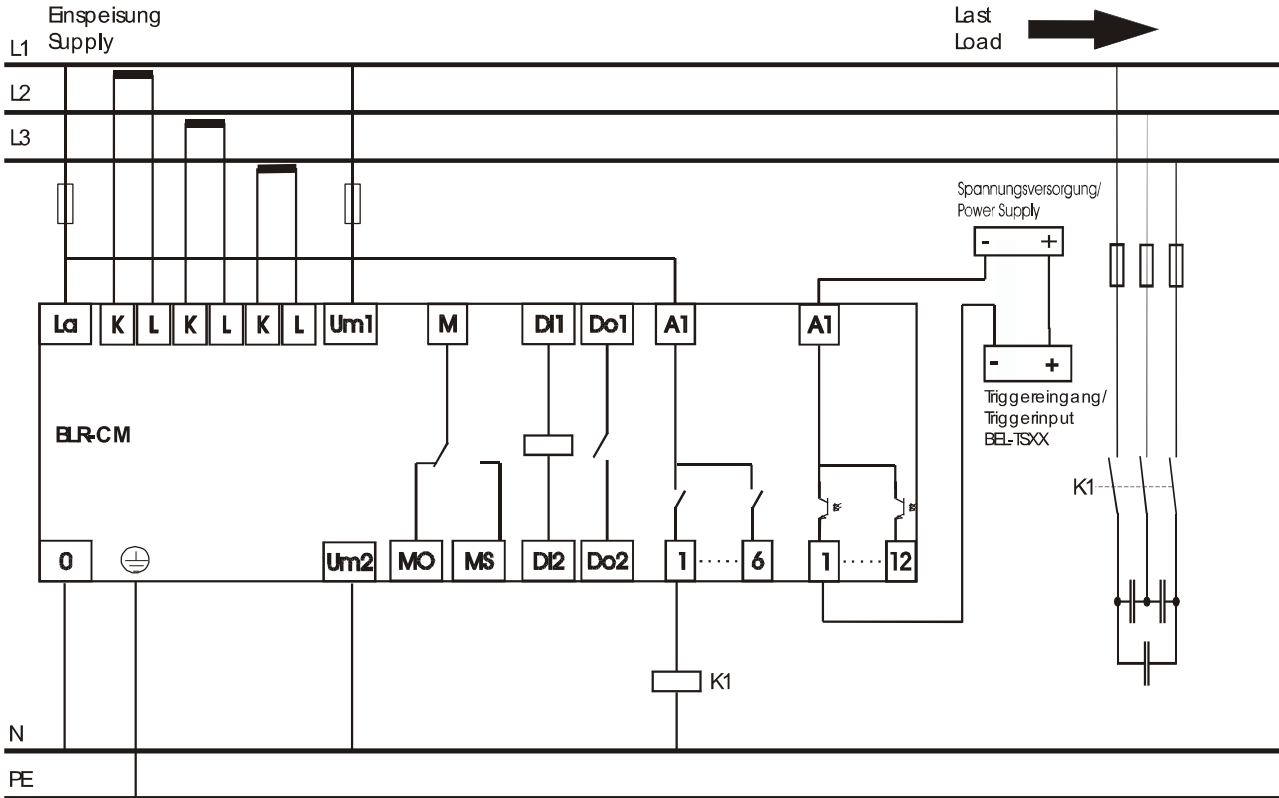 Einspeisung
Supply
Last
Load
L1
L2
L3
Spannungsversorgung/
Power Supply
- +
La K L K L K L Um1 M DI1 Do1 A1 A1
- +
Triggereingang/
Triggerinput
BEL-TSXX
BLR-CM
K1
0 Um2 MO MS DI2 Do2 1 ...... 6 1 ...... 12
K1
N
PE